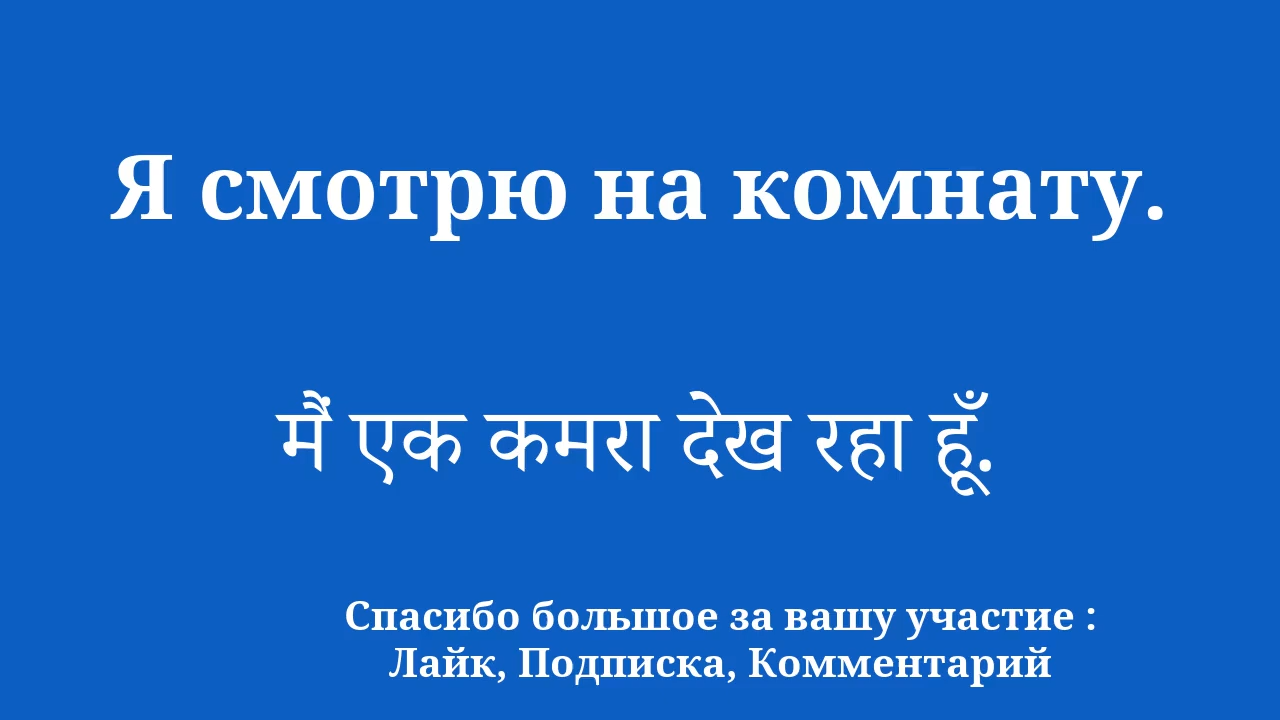 Я смотрю на комнату.
मैं एक कमरा देख रहा हूँ.
Спасибо большое за вашу участие :
Лайк, Подписка, Комментарий